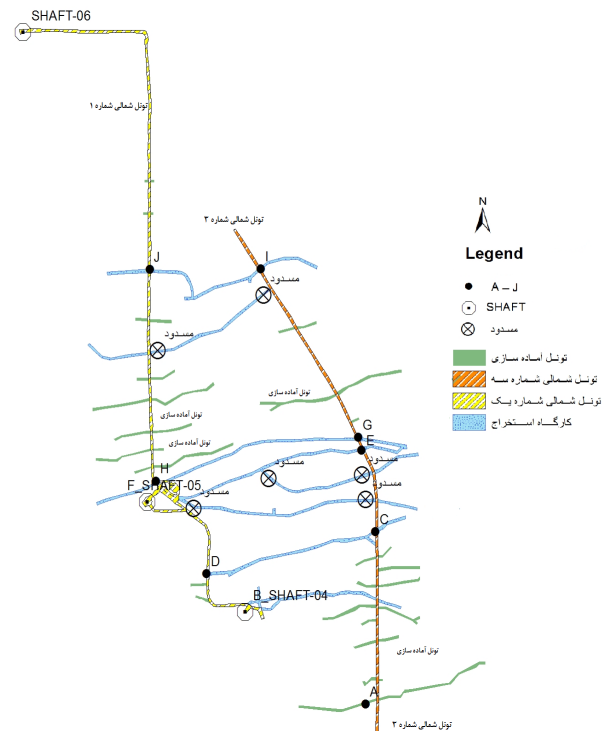 SHAFT-06
تونل شمالی شماره ۱
تونل شمالی شماره ۳
N
Legend
A – J
SHAFT
مسدود
تونل آماده سازی
تونل شمالی شماره سه
تونل شمالی شماره یک
کارگاه استخراج
J
I
مسدود
مسدود
تونل آماده سازی
تونل آماده سازی
G
تونل آماده سازی
E
مسدود
مسدود
H
مسدود
F_SHAFT-05
مسدود
C
D
B_SHAFT-04
تونل آماده سازی
A
تونل شمالی شماره ۳